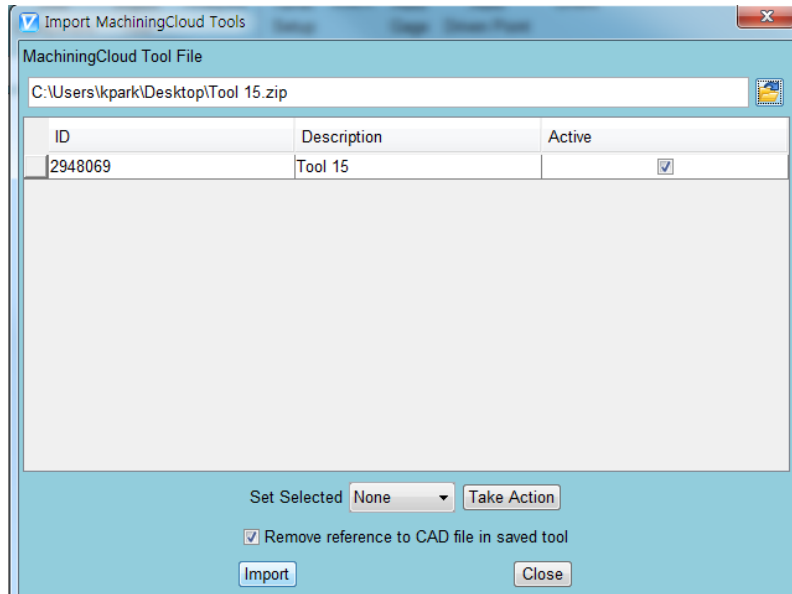 Import MachiningCloud Tools
MachiningCloud Tool File
C:\Users\kpark\Desktop\Tool 15.zip
ID Description Active
2948069 Tool 15
Set Selected None Take Action
Remove reference to CAD file in saved tool
Import Close